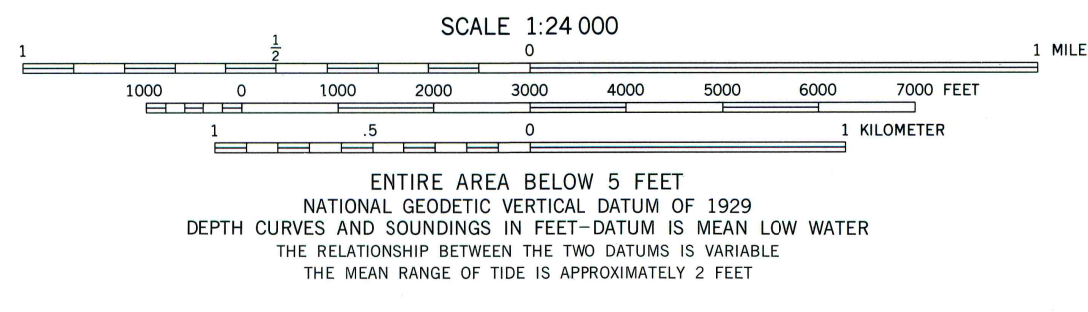 SCALE 1:24 000
1 ½ 0 1 MILE
1000 0 1000 2000 3000 4000 5000 6000 7000 FEET
1 .5 0 1 KILOMETER
ENTIRE AREA BELOW 5 FEET
NATIONAL GEODETIC VERTICAL DATUM OF 1929
DEPTH CURVES AND SOUNDINGS IN FEET—DATUM IS MEAN LOW WATER
THE RELATIONSHIP BETWEEN THE TWO DATUMS IS VARIABLE
THE MEAN RANGE OF TIDE IS APPROXIMATELY 2 FEET